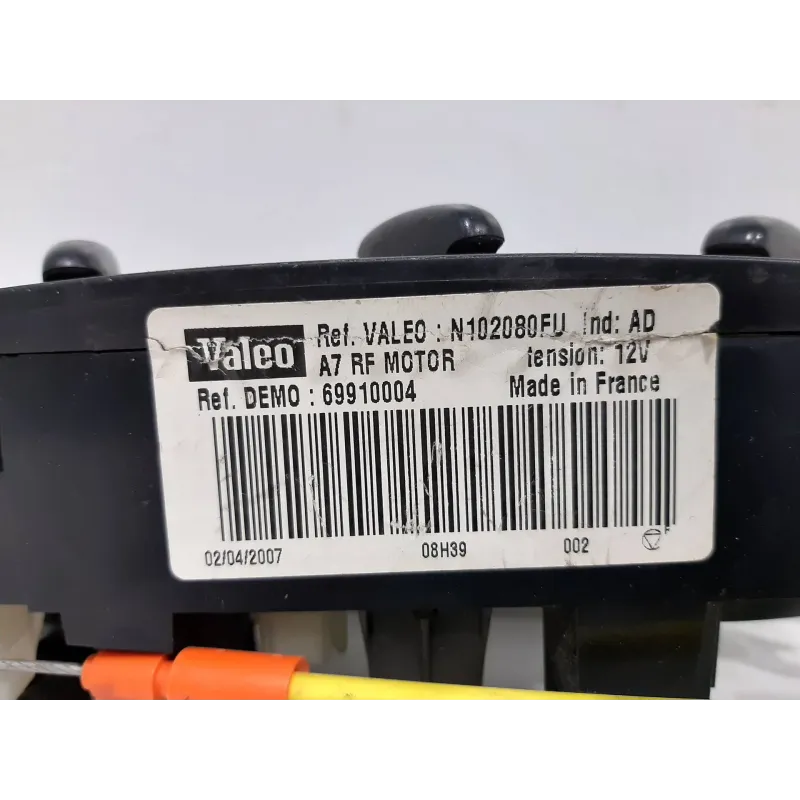 Valeo Ref. VALEO : N102080FU Ind: AD
A7 RF MOTOR tension: 12V
Ref. DEMO : 69910004 Made in France
02/04/2007 08H39 002 F